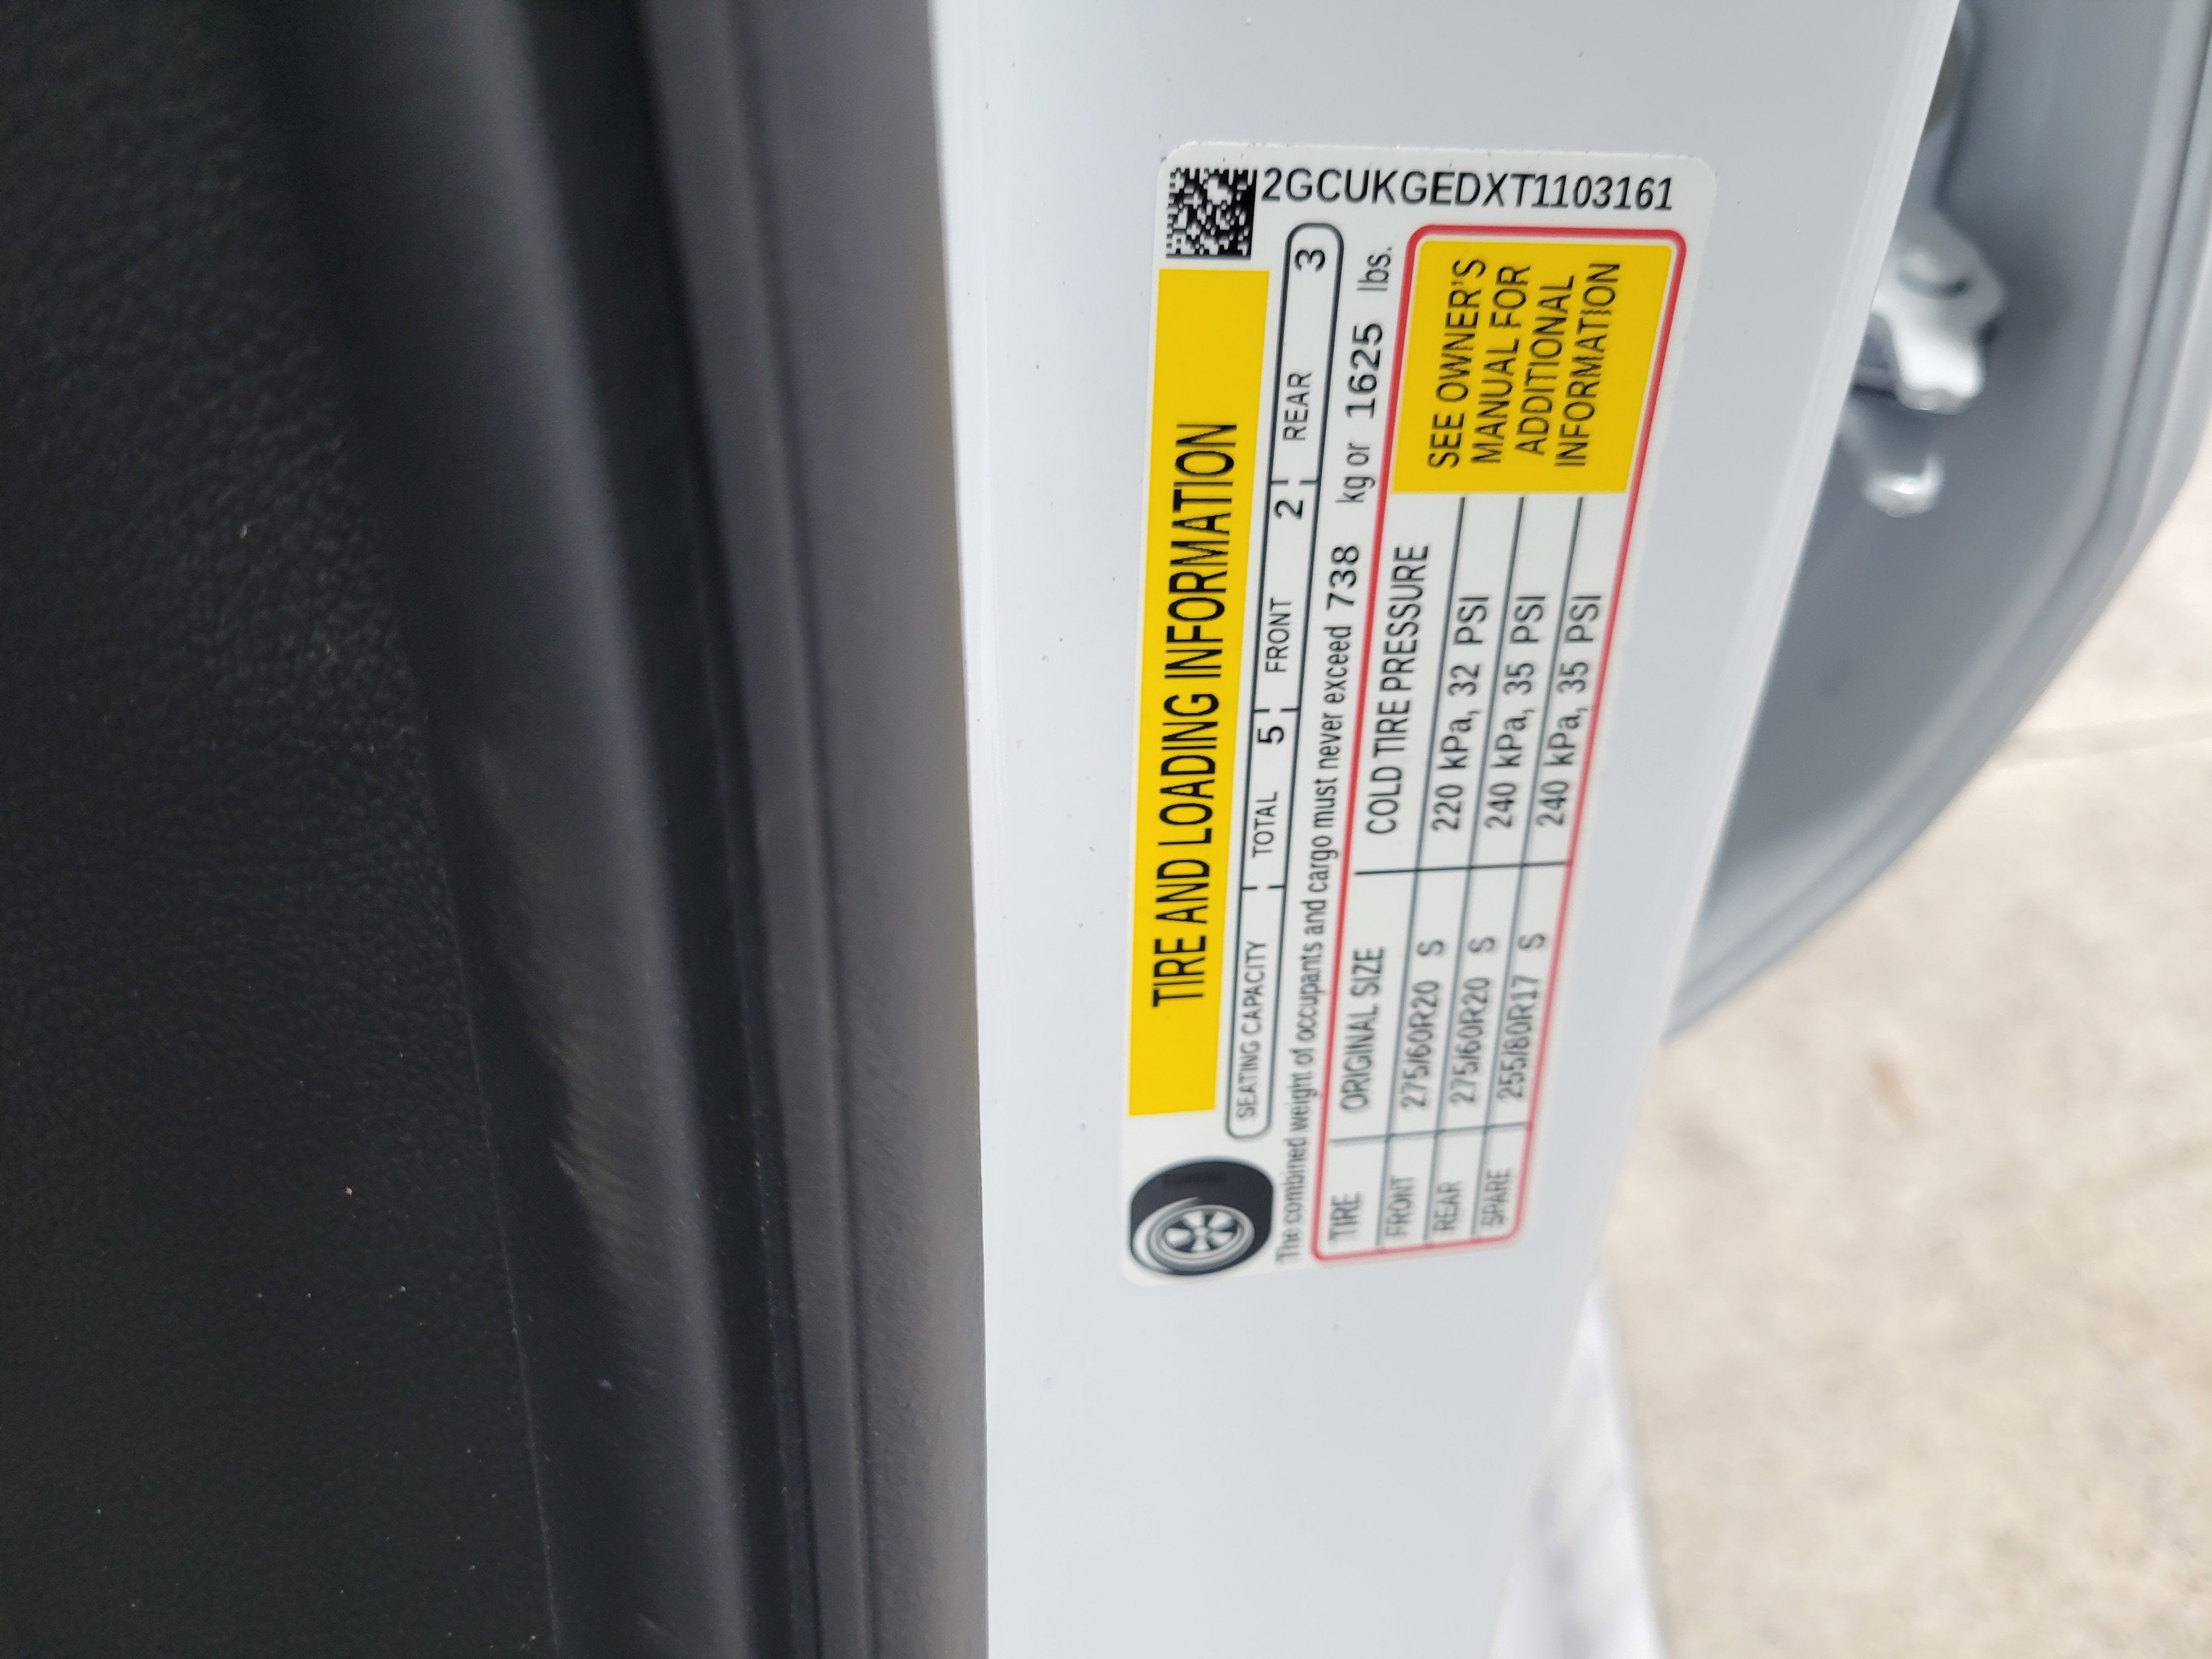 2GCUKGEDXT1103161
TIRE AND LOADING INFORMATION
SEATING CAPACITY TOTAL 5 FRONT 2 REAR 3
The combined weight of occupants and cargo must never exceed 738 kg or 1625 lbs.
TIRE ORIGINAL SIZE COLD TIRE PRESSURE
FRONT 275/60R20 S 220 kPa, 32 PSI
REAR 275/60R20 S 240 kPa, 35 PSI
SPARE 255/80R17 S 240 kPa, 35 PSI
SEE OWNER'S
MANUAL FOR
ADDITIONAL
INFORMATION